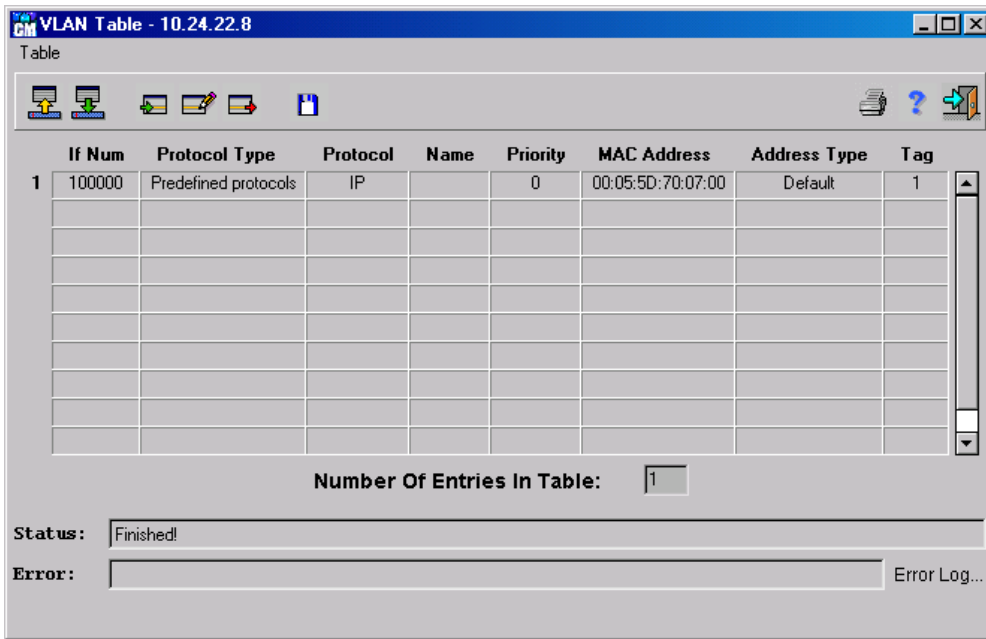 GM VLAN Table - 10.24.22.8
Table
If Num Protocol Type Protocol Name Priority MAC Address Address Type Tag
1 100000 Predefined protocols IP 0 00:05:5D:70:07:00 Default 1
Number Of Entries In Table: 1
Status: Finished!
Error: Error Log...